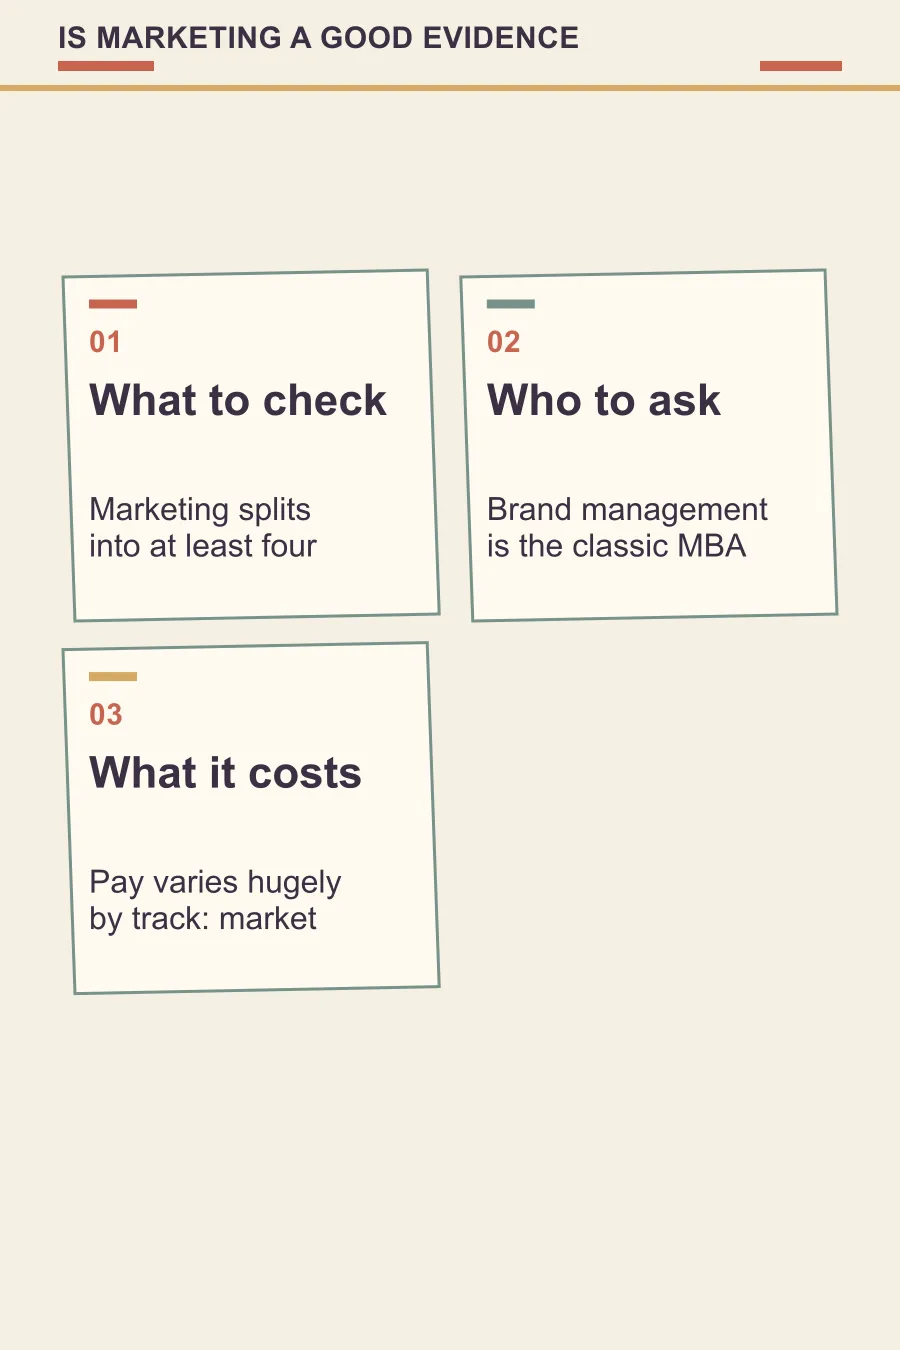 IS MARKETING A GOOD EVIDENCE
01
What to check
Marketing splits
into at least four
02
Who to ask
Brand management
is the classic MBA
03
What it costs
Pay varies hugely
by track: market